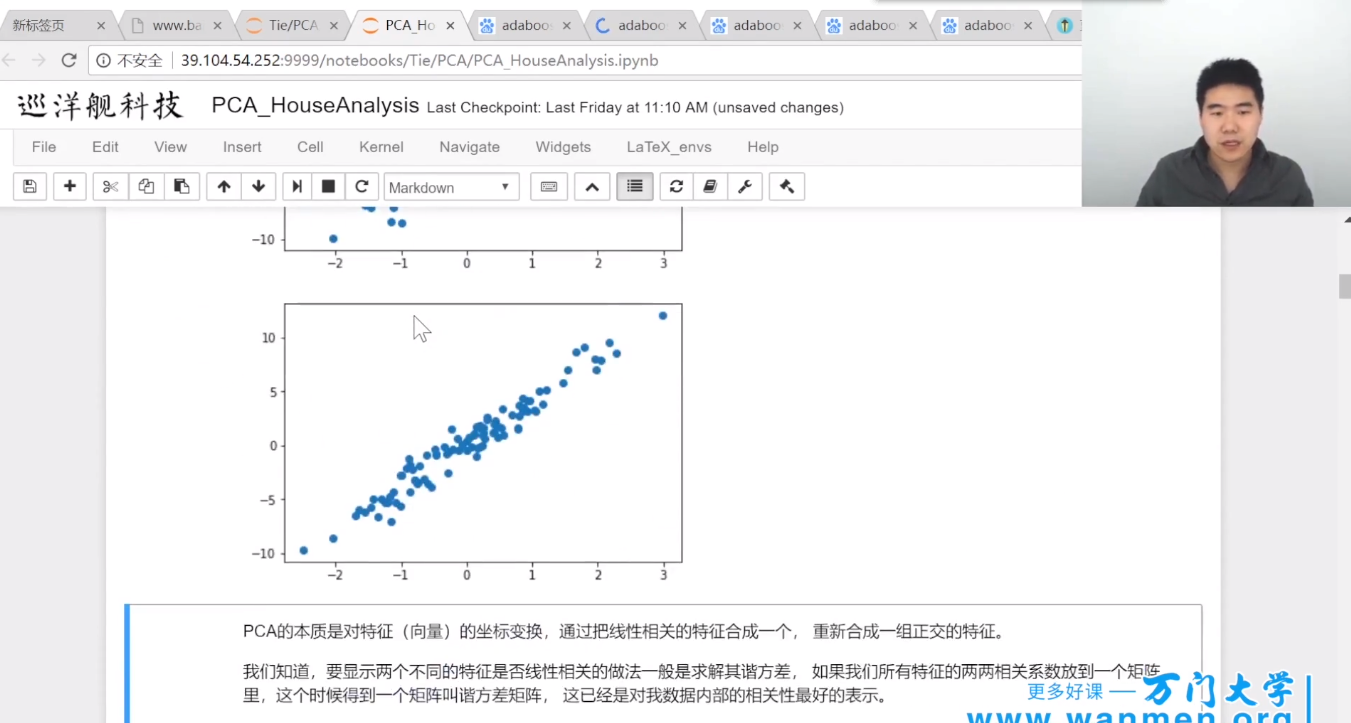 新标签页 × www.ba × Tie/PCA × PCA_Ho × adaboos × adaboo × adaboo × adaboo × adaboo ×
不安全 39.104.54.252:9999/notebooks/Tie/PCA/PCA_HouseAnalysis.ipynb
巡洋舰科技 PCA_HouseAnalysis Last Checkpoint: Last Friday at 11:10 AM (unsaved changes)
File Edit View Insert Cell Kernel Navigate Widgets LaTeX_envs Help
Markdown
−10
−2 −1 0 1 2 3
10
5
0
−5
−10
−2 −1 0 1 2 3
PCA的本质是对特征（向量）的坐标变换，通过把线性相关的特征合成一个， 重新合成一组正交的特征。
我们知道，要显示两个不同的特征是否线性相关的做法一般是求解其谐方差， 如果我们所有特征的两两相关系数放到一个矩阵
里，这个时候得到一个矩阵叫谐方差矩阵， 这已经是对我数据内部的相关性最好的表示。
更多好课 — 万门大学
www.wanmen.org